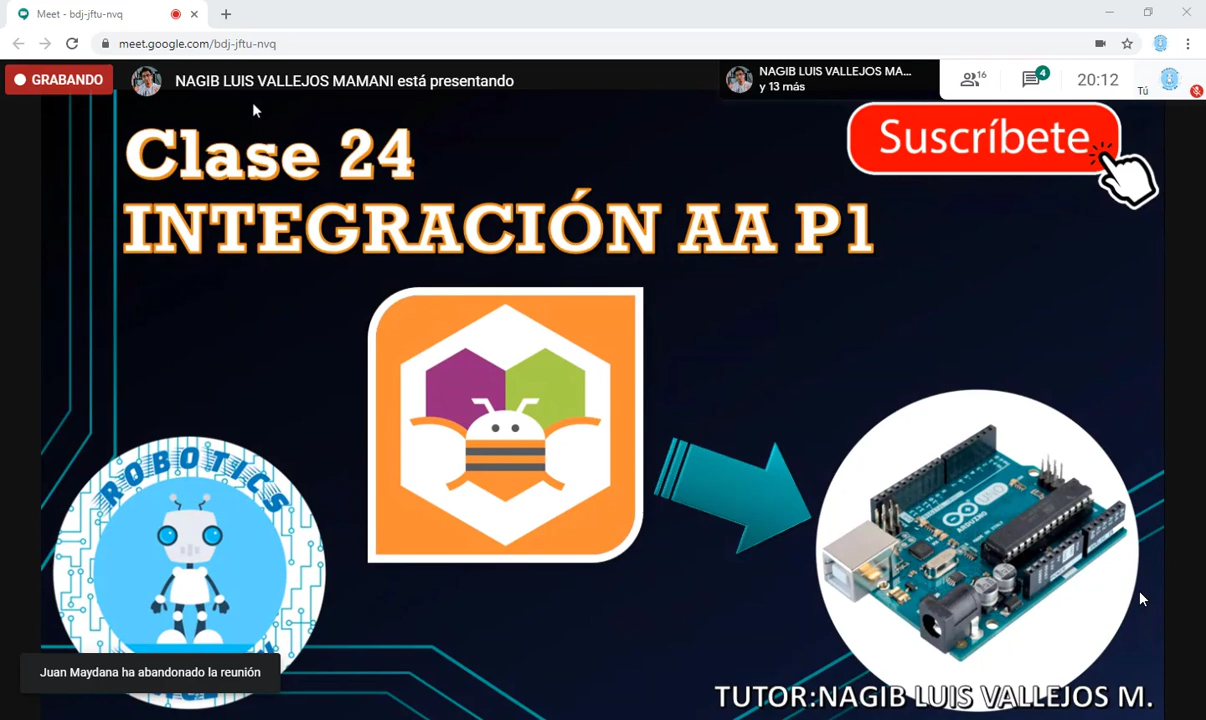 Meet - bdj-jftu-nvq
meet.google.com/bdj-jftu-nvq
GRABANDO
NAGIB LUIS VALLEJOS MAMANI está presentando
NAGIB LUIS VALLEJOS MA...
y 13 más
16
4
20:12
Tú
Clase 24
INTEGRACIÓN AA P1
Suscríbete
ROBOTICS
ARDUINO
UNO
Juan Maydana ha abandonado la reunión
TUTOR:NAGIB LUIS VALLEJOS M.